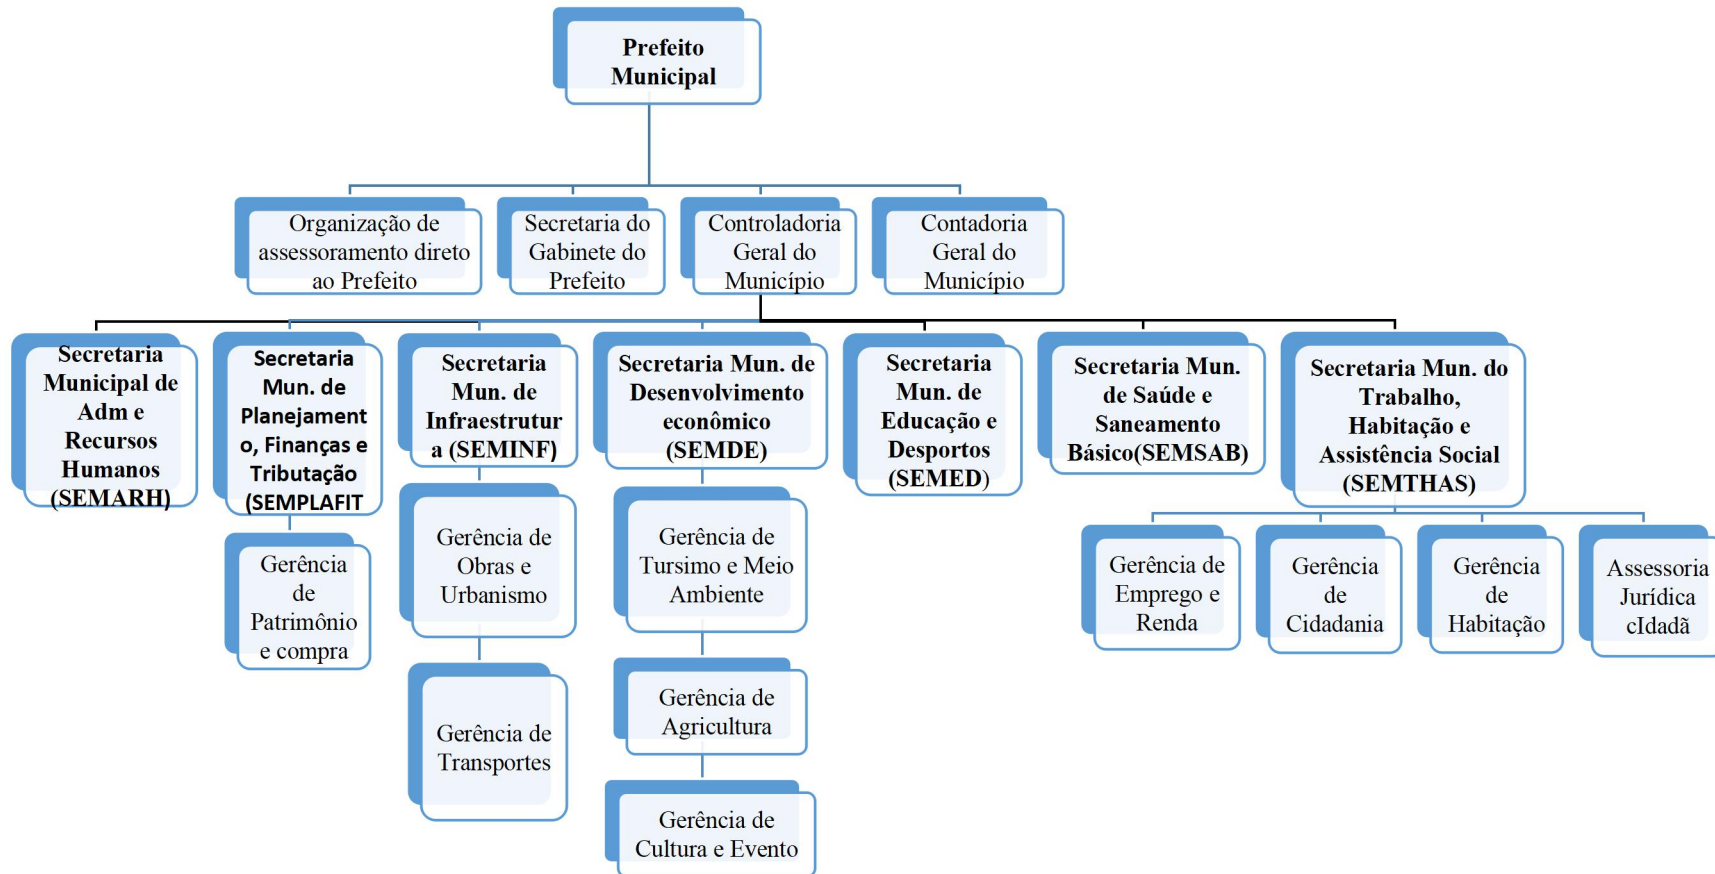 Prefeito
Municipal
Organização de
assessoramento direto
ao Prefeito
Secretaria do
Gabinete do
Prefeito
Controladoria
Geral do
Município
Contadoria
Geral do
Município
Secretaria
Municipal de
Adm e
Recursos
Humanos
(SEMARH)
Secretaria
Mun. de
Planejament
o, Finanças e
Tributação
(SEMPLAFIT
Secretaria
Mun. de
Infraestrutur
a (SEMINF)
Secretaria Mun. de
Desenvolvimento
econômico
(SEMDE)
Secretaria
Mun. de
Educação e
Desportos
(SEMED)
Secretaria Mun.
de Saúde e
Saneamento
Básico(SEMSAB)
Secretaria Mun. do
Trabalho,
Habitação e
Assistência Social
(SEMTHAS)
Gerência
de
Patrimônio
e compra
Gerência de
Obras e
Urbanismo
Gerência de
Tursimo e Meio
Ambiente
Gerência de
Emprego e
Renda
Gerência
de
Cidadania
Gerência
de
Habitação
Assessoria
Jurídica
cIdadã
Gerência de
Transportes
Gerência de
Agricultura
Gerência de
Cultura e Evento